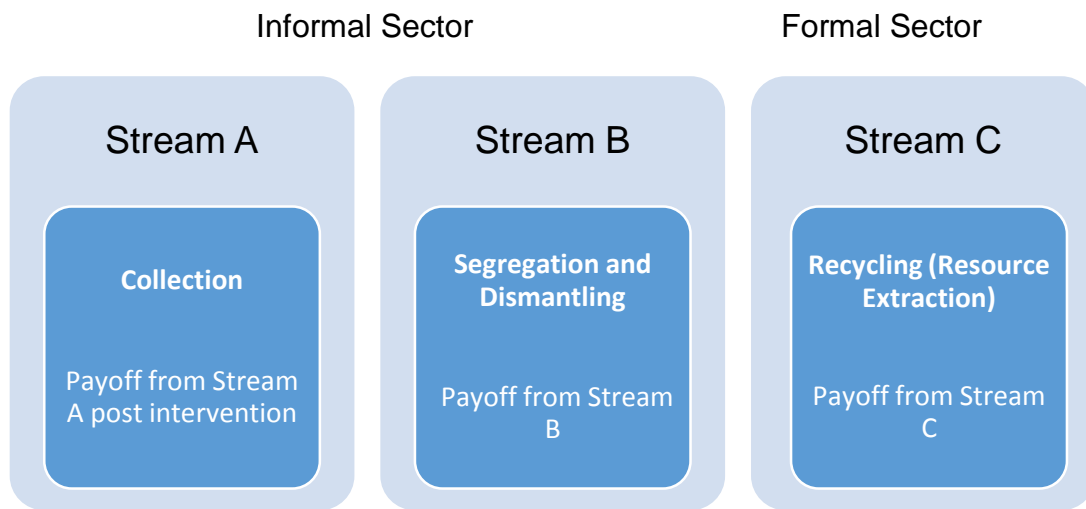 Informal Sector
Formal Sector
Stream A
Stream B
Stream C
Collection
Payoff from Stream
A post intervention
Segregation and
Dismantling
Payoff from Stream
B
Recycling (Resource
Extraction)
Payoff from Stream
C